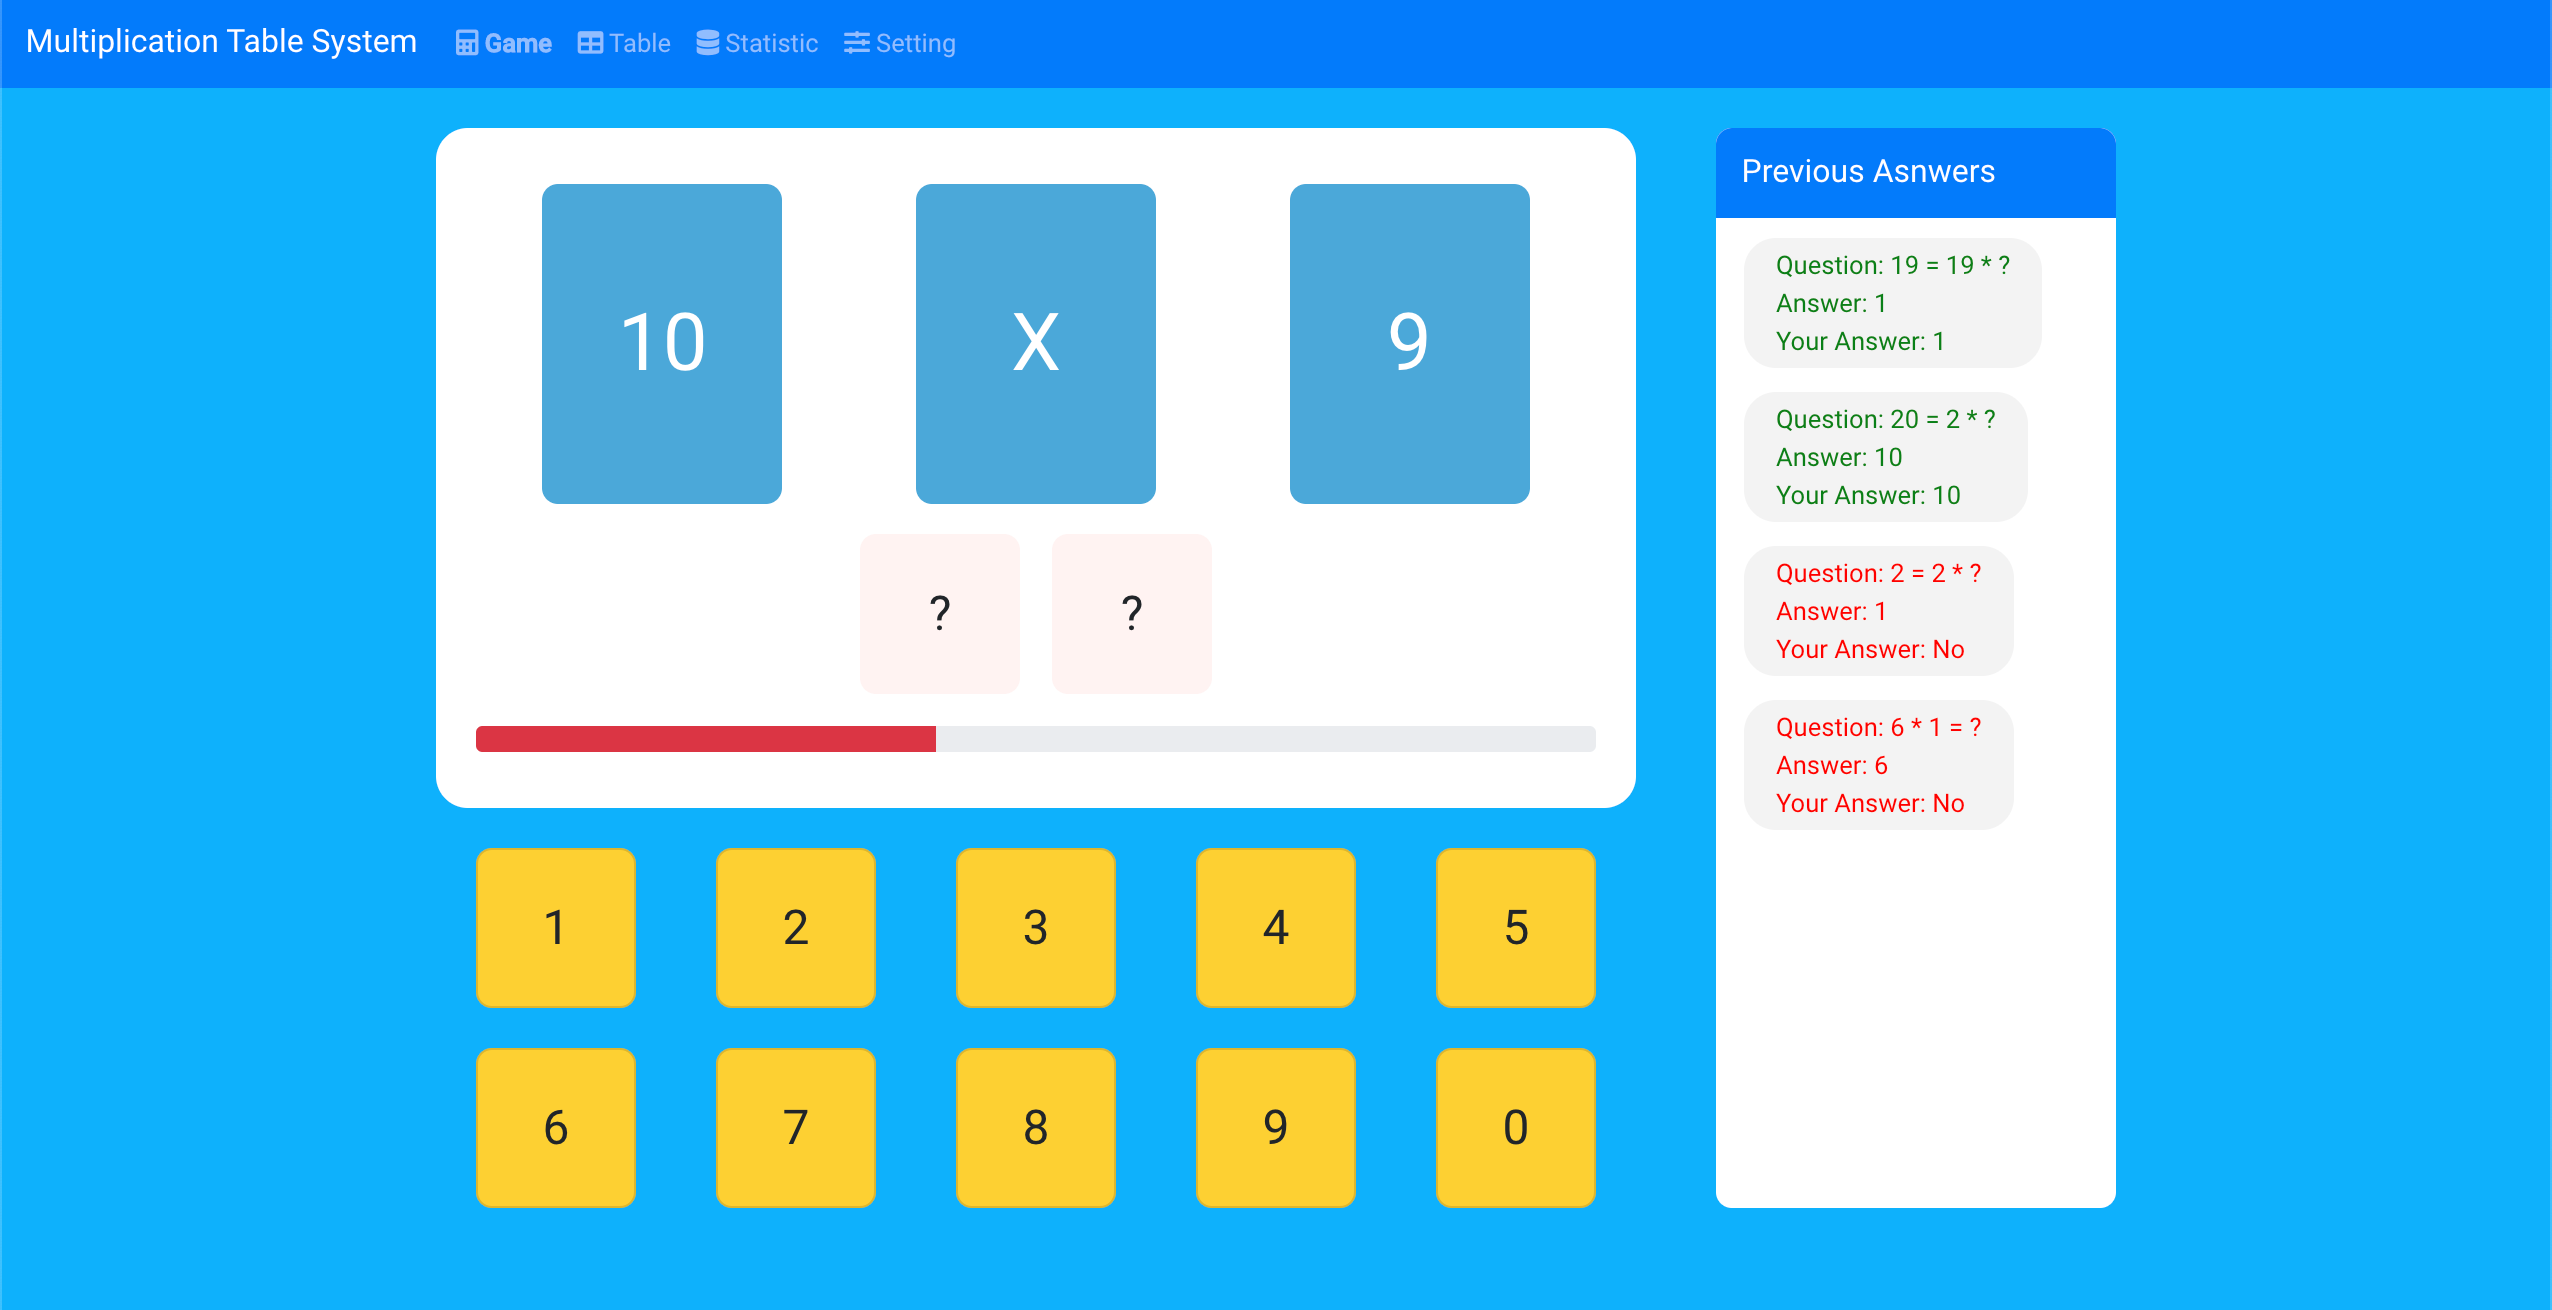 Multiplication Table System Game Table Statistic Setting
10 X 9
? ?
1 2 3 4 5
6 7 8 9 0
Previous Asnwers
Question: 19 = 19 * ?
Answer: 1
Your Answer: 1
Question: 20 = 2 * ?
Answer: 10
Your Answer: 10
Question: 2 = 2 * ?
Answer: 1
Your Answer: No
Question: 6 * 1 = ?
Answer: 6
Your Answer: No